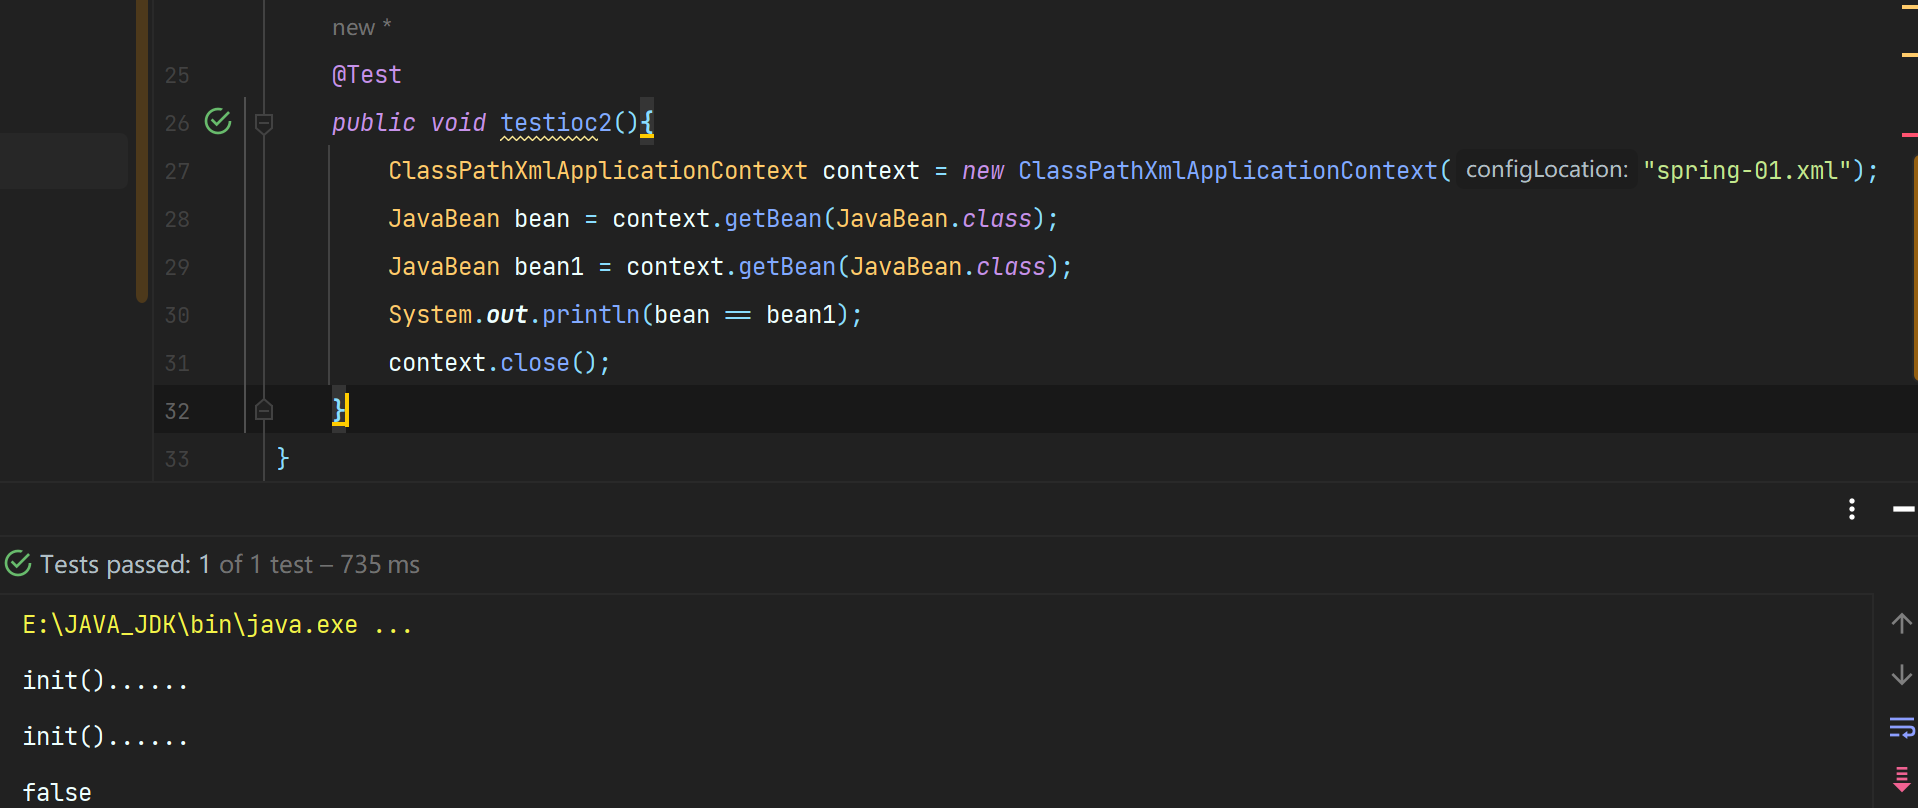 new *
25 @Test
26 public void testioc2(){
27 ClassPathXmlApplicationContext context = new ClassPathXmlApplicationContext( configLocation: "spring-01.xml");
28 JavaBean bean = context.getBean(JavaBean.class);
29 JavaBean bean1 = context.getBean(JavaBean.class);
30 System.out.println(bean == bean1);
31 context.close();
32 }
33 }
Tests passed: 1 of 1 test – 735 ms
E:\JAVA_JDK\bin\java.exe ...
init()......
init()......
false